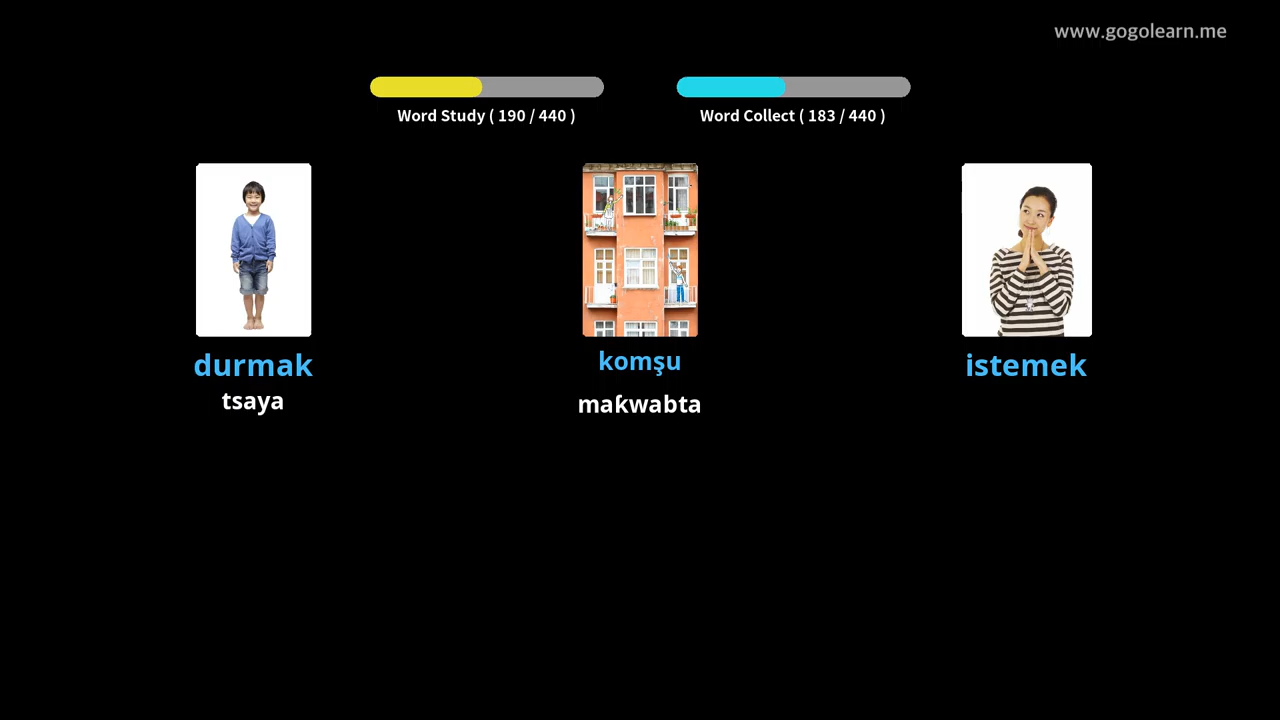 www.gogolearn.me
Word Study ( 190 / 440 )
Word Collect ( 183 / 440 )
durmak
tsaya
komşu
maƙwabta
istemek